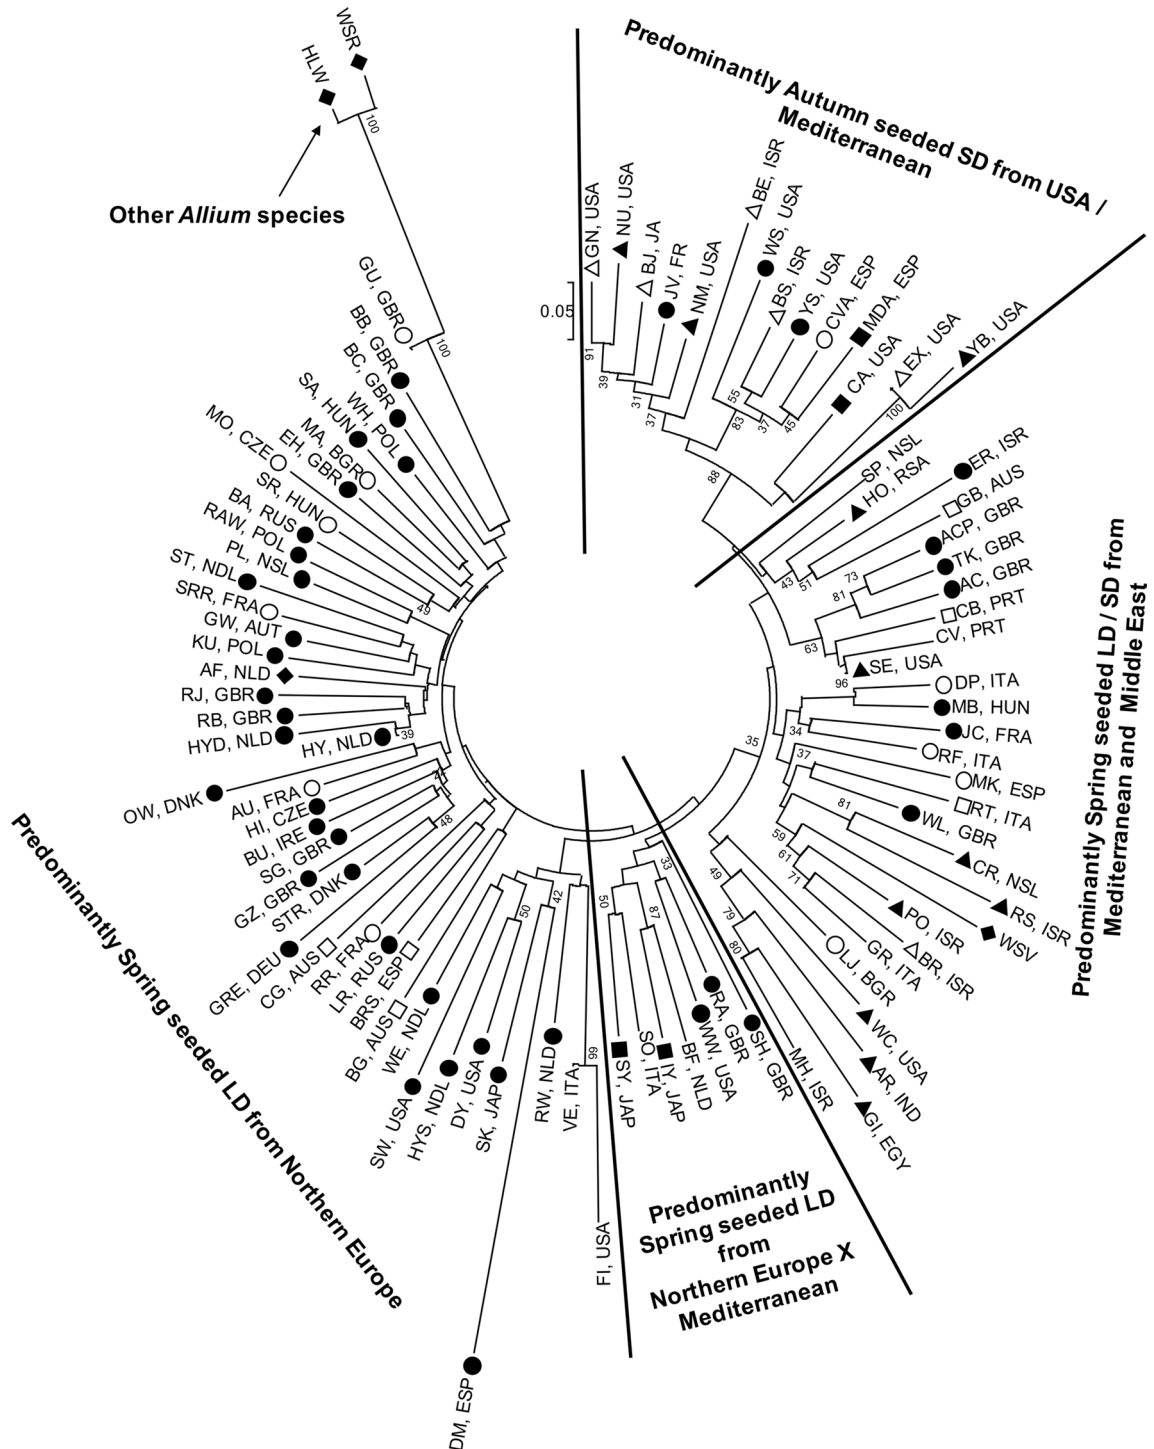 WSR
HLW
Other Allium species
Predominantly Autumn seeded SD from USA /
Mediterranean
0.05
GN, USA
NU, USA
BJ, JA
JV, FR
NM, USA
BE, ISR
WS, USA
BS, ISR
YS, USA
CVA, ESP
MDA, ESP
CA, USA
EX, USA
YB, USA
100
100
91
39
31
37
55
83
37
45
88
100
SP, NSL
HO, RSA
ER, ISR
GB, AUS
ACP, GBR
TK, GBR
AC, GBR
CB, PRT
CV, PRT
SE, USA
DP, ITA
MB, HUN
JC, FRA
RF, ITA
MK, ESP
RT, ITA
WL, GBR
CR, NSL
RS, ISR
WSV
PO, ISR
BR, ISR
GR, ITA
LJ, BGR
WC, USA
AR, IND
GI, EGY
MH, ISR
43
51
73
81
63
96
34
37
35
81
59
61
71
49
79
80
Predominantly Spring seeded LD / SD from
Mediterranean and Middle East
SH, GBR
RA, GBR
WW, USA
BF, NLD
IY, JAP
SO, ITA
SY, JAP
33
87
50
Predominantly
Spring seeded LD
from
Northern Europe X
Mediterranean
FI, USA
VE, ITA
RW, NLD
DM, ESP
SK, JAP
DY, USA
HYS, NDL
SW, USA
WE, NDL
BG, AUS
BRS, ESP
LR, RUS
RR, FRA
CG, AUS
GRE, DEU
STR, DNK
GZ, GBR
SG, GBR
BU, IRE
HI, CZE
AU, FRA
OW, DNK
HY, NLD
HYD, NLD
RB, GBR
RJ, GBR
AF, NLD
KU, POL
GW, AUT
SRR, FRA
ST, NDL
PL, NSL
RAW, POL
BA, RUS
SR, HUN
MO, CZE
EH, GBR
MA, BGR
SA, HUN
WH, POL
BC, GBR
BB, GBR
GU, GBR
99
42
50
48
39
49
Predominantly Spring seeded LD from Northern Europe